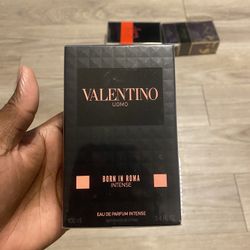 VALENTINO
UOMO
BORN IN ROMA
INTENSE
EAU DE PARFUM INTENSE